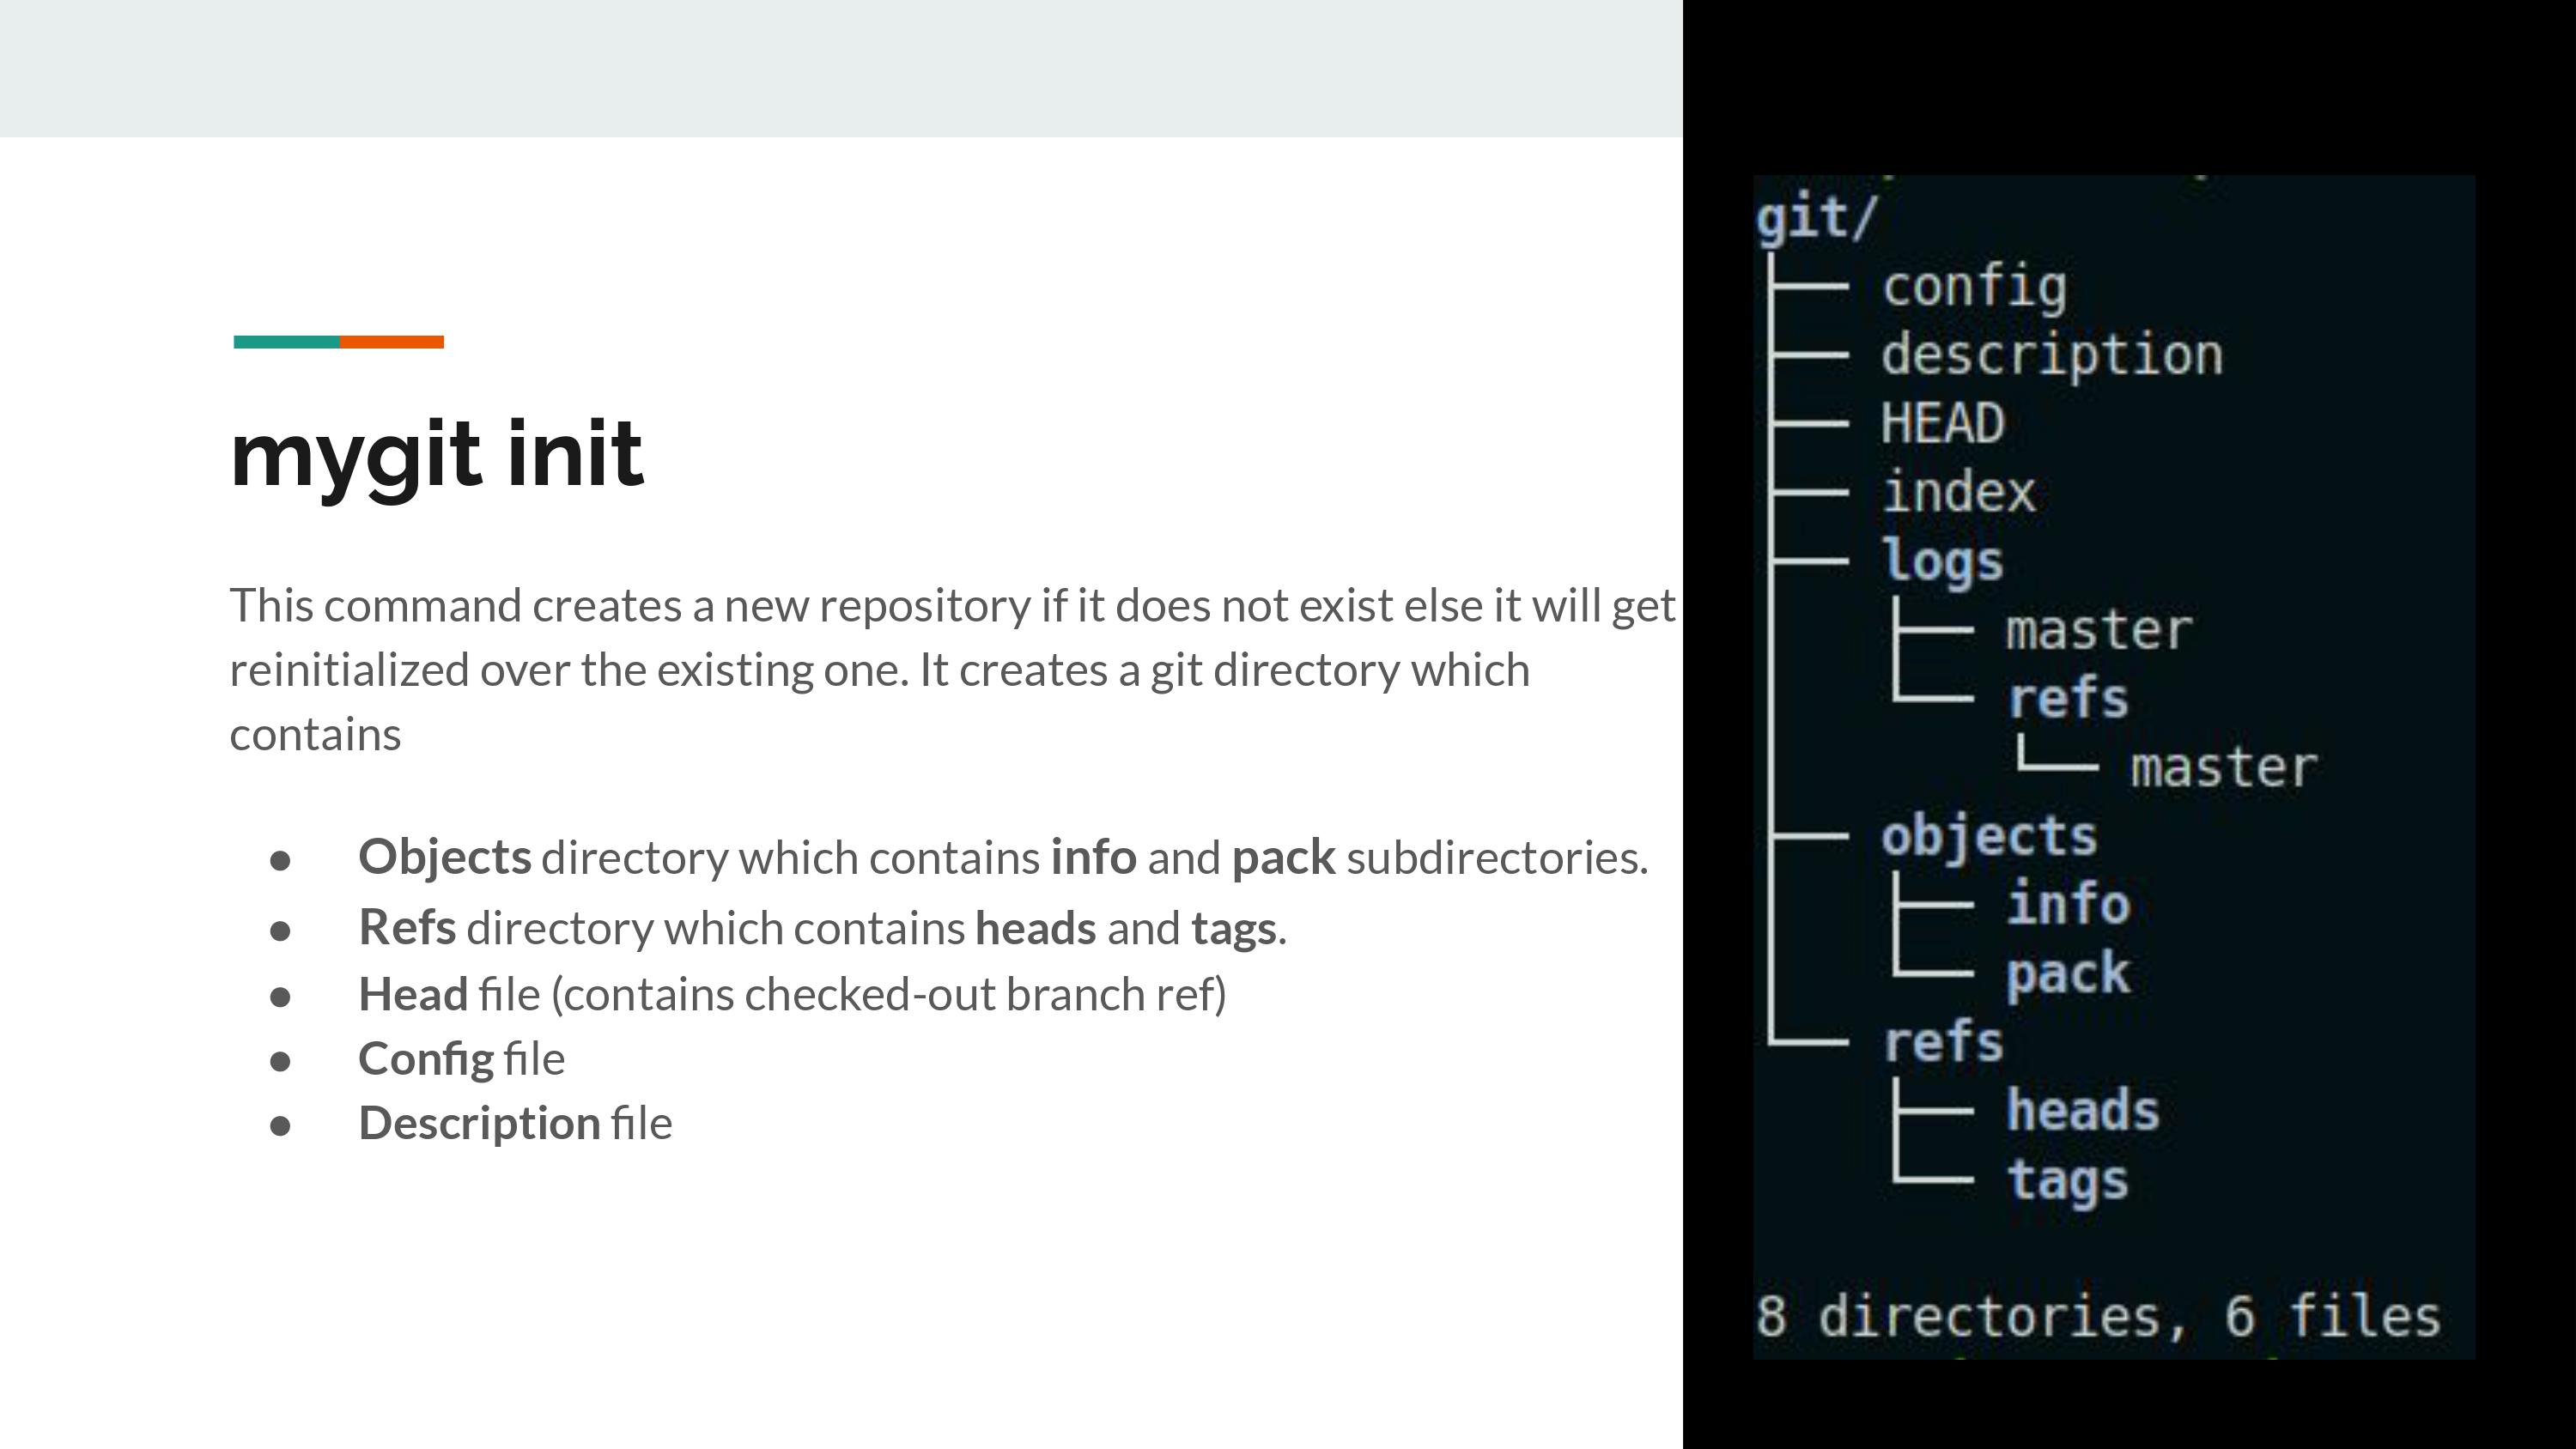 mygit init
This command creates a new repository if it does not exist else it will get
reinitialized over the existing one. It creates a git directory which
contains
● Objects directory which contains info and pack subdirectories.
● Refs directory which contains heads and tags.
● Head file (contains checked-out branch ref)
● Config file
● Description file
git/
├── config
├── description
├── HEAD
├── index
├── logs
│   ├── master
│   └── refs
│       └── master
├── objects
│   ├── info
│   └── pack
└── refs
    ├── heads
    └── tags
8 directories, 6 files